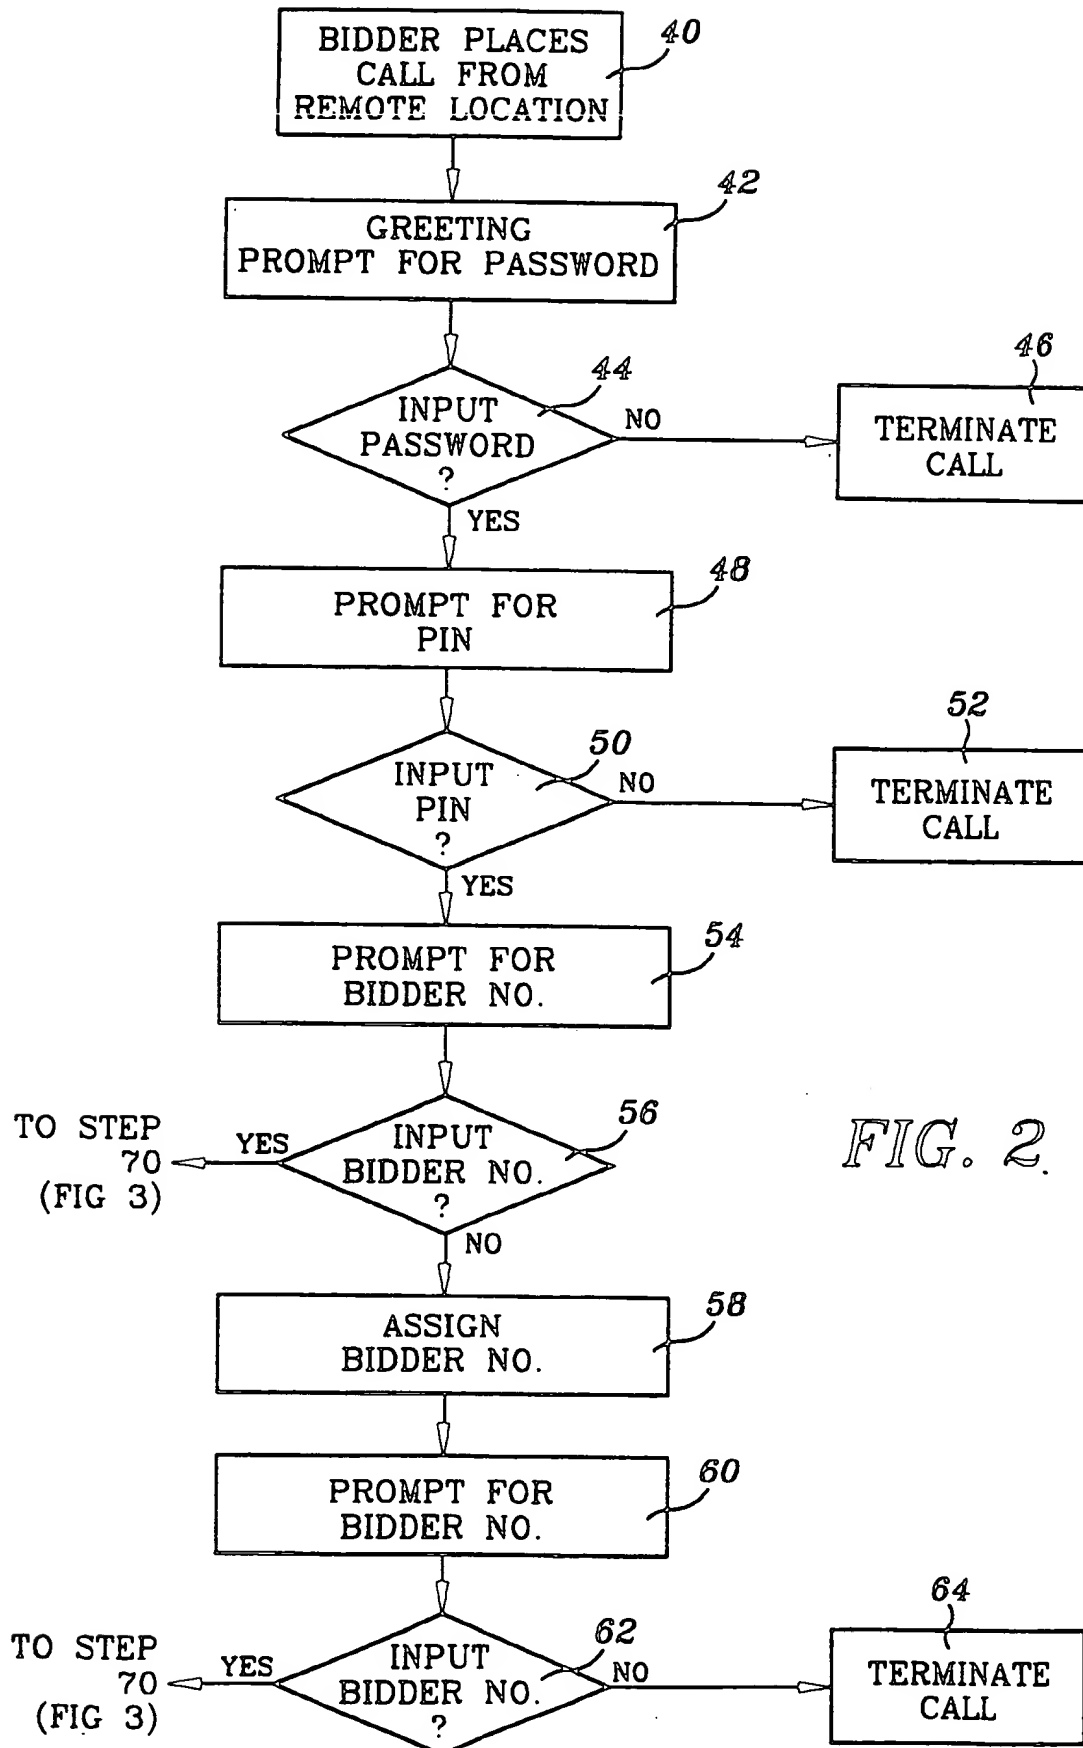 BIDDER PLACES
CALL FROM
REMOTE LOCATION
40
42
GREETING
PROMPT FOR PASSWORD
44
INPUT
PASSWORD
?
NO
46
TERMINATE
CALL
YES
48
PROMPT FOR
PIN
50
INPUT
PIN
?
NO
52
TERMINATE
CALL
YES
54
PROMPT FOR
BIDDER NO.
56
INPUT
BIDDER NO.
?
YES
TO STEP
70
(FIG 3)
FIG. 2.
NO
58
ASSIGN
BIDDER NO.
60
PROMPT FOR
BIDDER NO.
62
INPUT
BIDDER NO.
?
YES
TO STEP
70
(FIG 3)
NO
64
TERMINATE
CALL